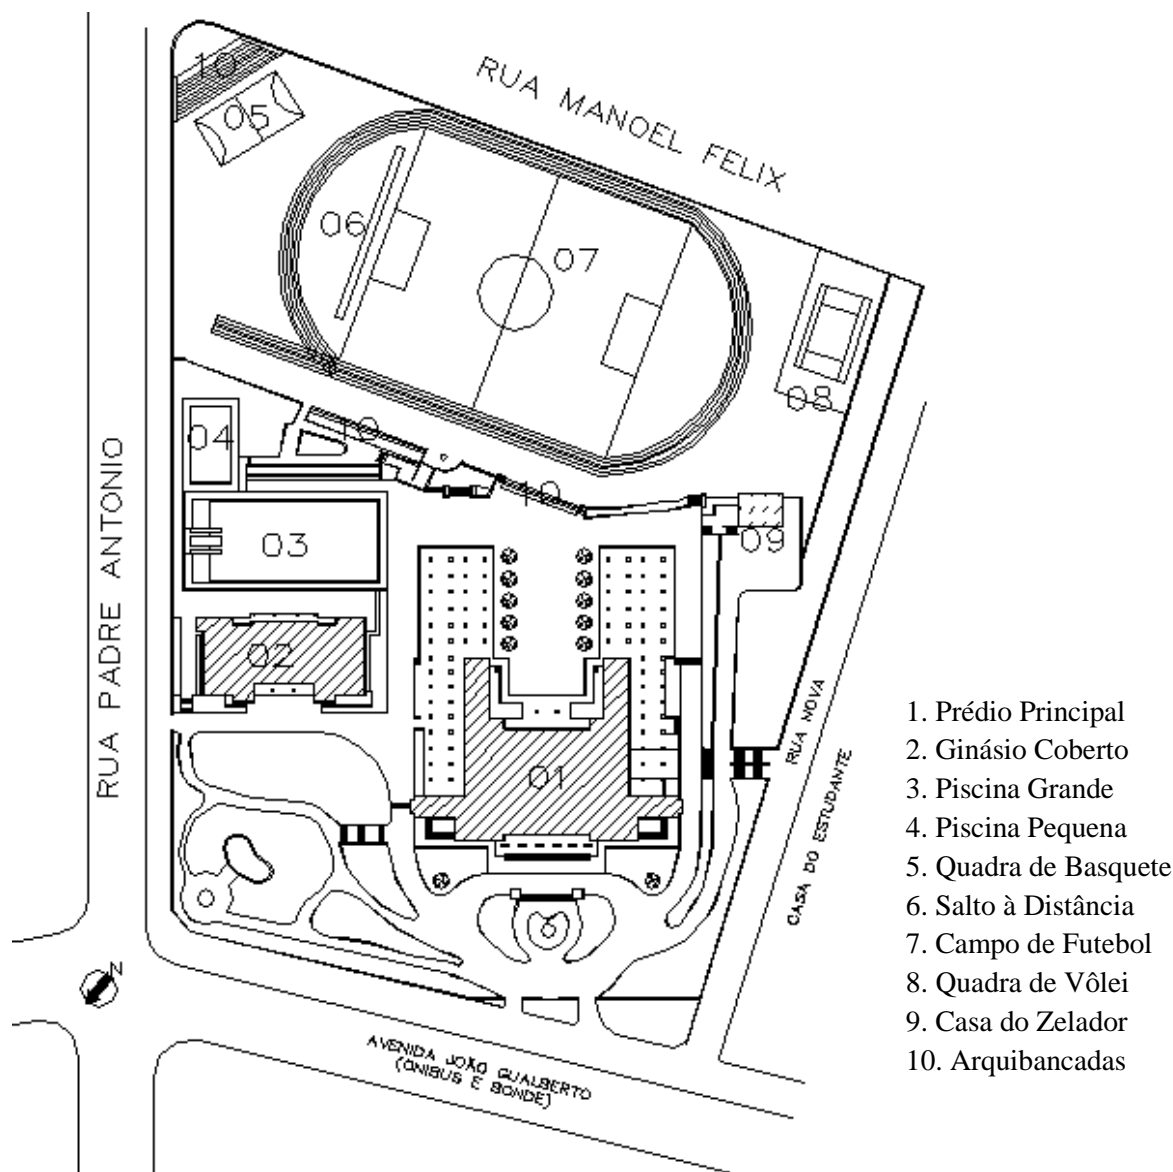 10
RUA MANOEL FELIX
05
06
07
08
04
10
10
03
09
RUA PADRE ANTONIO
02
01
RUA NOVA
CASA DO ESTUDANTE
N
AVENIDA JOÃO GUALBERTO
(ÔNIBUS E BONDE)
1. Prédio Principal
2. Ginásio Coberto
3. Piscina Grande
4. Piscina Pequena
5. Quadra de Basquete
6. Salto à Distância
7. Campo de Futebol
8. Quadra de Vôlei
9. Casa do Zelador
10. Arquibancadas